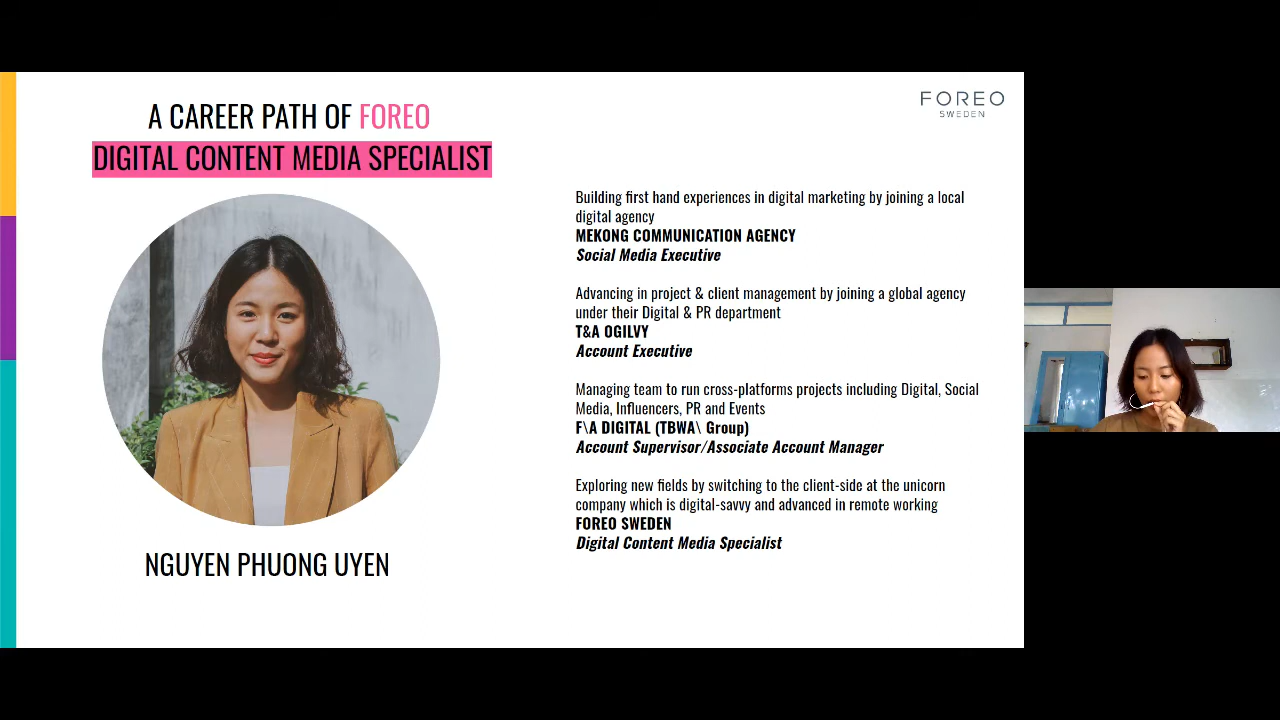 A CAREER PATH OF FOREO
DIGITAL CONTENT MEDIA SPECIALIST
NGUYEN PHUONG UYEN
FOREO
SWEDEN
Building first hand experiences in digital marketing by joining a local
digital agency
MEKONG COMMUNICATION AGENCY
Social Media Executive
Advancing in project & client management by joining a global agency
under their Digital & PR department
T&A OGILVY
Account Executive
Managing team to run cross-platforms projects including Digital, Social
Media, Influencers, PR and Events
F\A DIGITAL (TBWA\ Group)
Account Supervisor/Associate Account Manager
Exploring new fields by switching to the client-side at the unicorn
company which is digital-savvy and advanced in remote working
FOREO SWEDEN
Digital Content Media Specialist